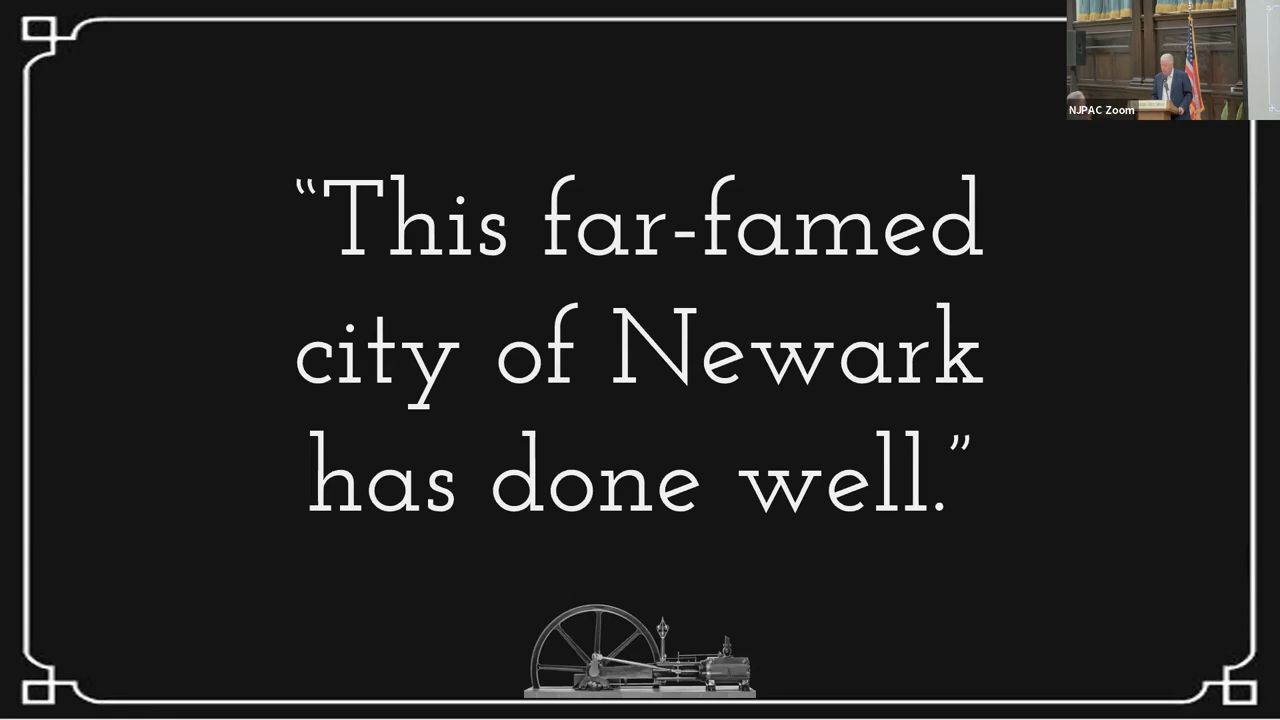 “This far-famed
city of Newark
has done well.”
NJPAC Zoom